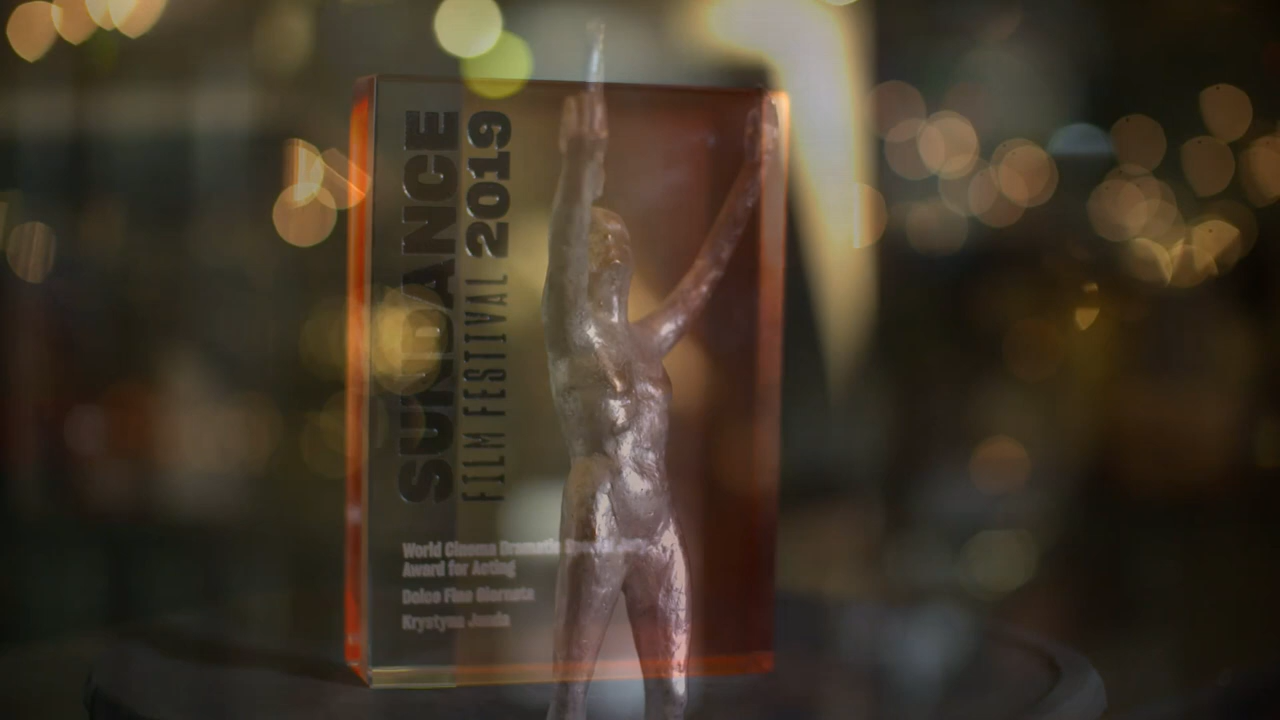 SUNDANCE
FILM FESTIVAL 2019
World Cinema Dramatic
Award for Acting
Dolce Fine Giornata
Krystyna Janda